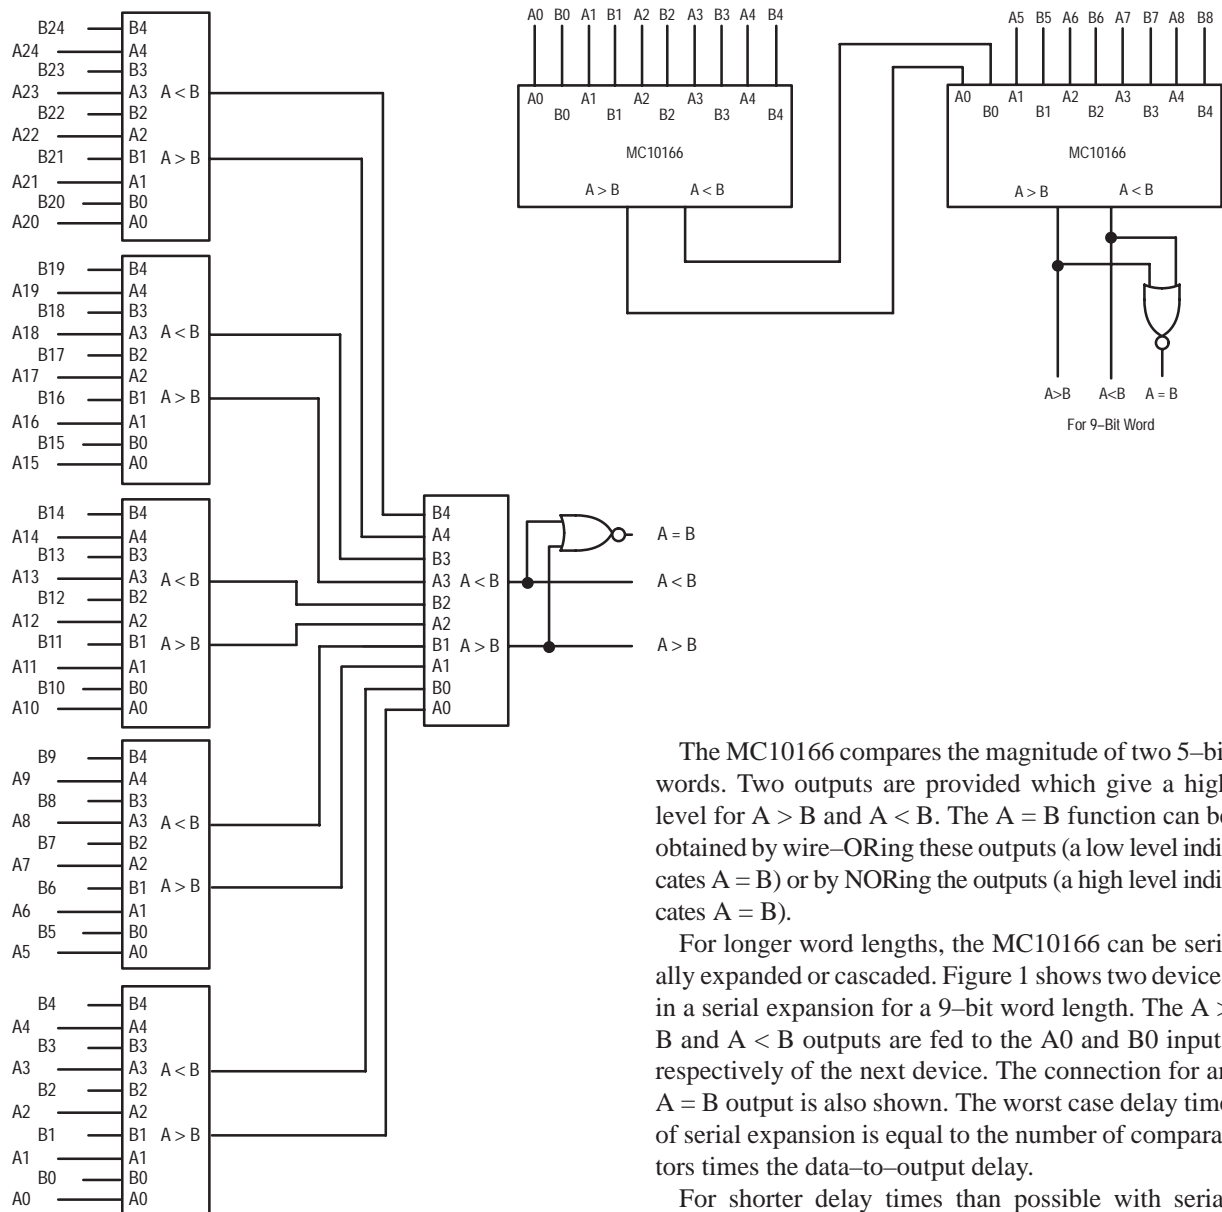 B24 B4
A24 A4
B23 B3
A23 A3 A < B
B22 B2
A22 A2
B21 B1 A > B
A21 A1
B20 B0
A20 A0
B19 B4
A19 A4
B18 B3
A18 A3 A < B
B17 B2
A17 A2
B16 B1 A > B
A16 A1
B15 B0
A15 A0
B14 B4
A14 A4
B13 B3
A13 A3 A < B
B12 B2
A12 A2
B11 B1 A > B
A11 A1
B10 B0
A10 A0
B9 B4
A9 A4
B8 B3
A8 A3 A < B
B7 B2
A7 A2
B6 B1 A > B
A6 A1
B5 B0
A5 A0
B4 B4
A4 A4
B3 B3
A3 A3 A < B
B2 B2
A2 A2
B1 B1 A > B
A1 A1
B0 B0
A0 A0
B4
A4
B3
A3 A < B
B2
A2
B1 A > B
A1
B0
A0
A = B
A < B
A > B
A0 B0 A1 B1 A2 B2 A3 B3 A4 B4
A0 A1 A2 A3 A4
B0 B1 B2 B3 B4
MC10166
A > B A < B
A5 B5 A6 B6 A7 B7 A8 B8
A0 A1 A2 A3 A4
B0 B1 B2 B3 B4
MC10166
A > B A < B
A>B A<B A = B
For 9–Bit Word
The MC10166 compares the magnitude of two 5–bi
words. Two outputs are provided which give a high
level for A > B and A < B. The A = B function can be
obtained by wire–ORing these outputs (a low level indi
cates A = B) or by NORing the outputs (a high level indi
cates A = B).
For longer word lengths, the MC10166 can be seri
ally expanded or cascaded. Figure 1 shows two device
in a serial expansion for a 9–bit word length. The A >
B and A < B outputs are fed to the A0 and B0 input
respectively of the next device. The connection for an
A = B output is also shown. The worst case delay time
of serial expansion is equal to the number of compara
tors times the data–to–output delay.
For shorter delay times than possible with serial